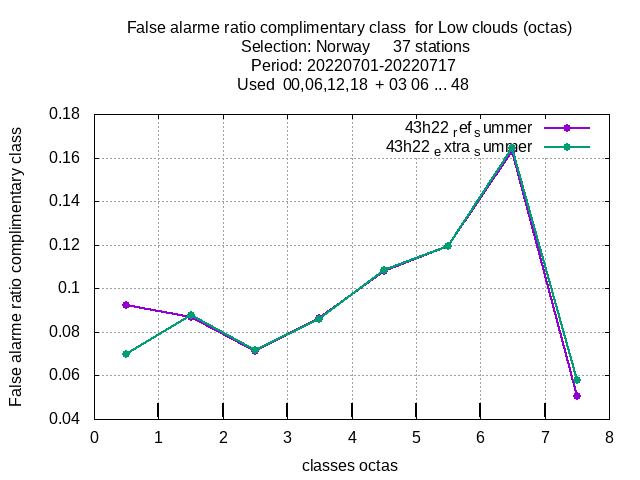 False alarme ratio complimentary class  for Low clouds (octas)
Selection: Norway     37 stations
Period: 20220701-20220717
Used  00,06,12,18  + 03 06 ... 48
43h22 ref summer
43h22 extra summer
False alarme ratio complimentary class
0.18
0.16
0.14
0.12
0.1
0.08
0.06
0.04
0 1 2 3 4 5 6 7 8
classes octas